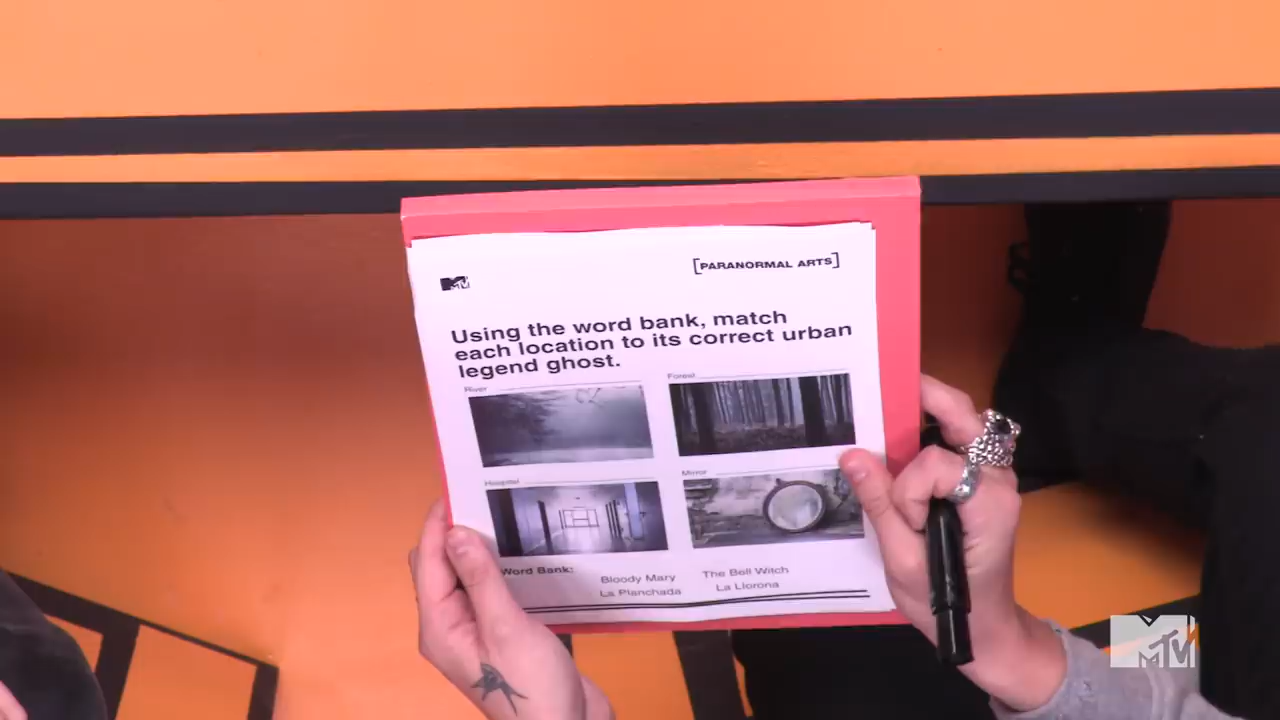 MTV
[PARANORMAL ARTS]
Using the word bank, match
each location to its correct urban
legend ghost.
River
Forest
Hospital
Mirror
Word Bank:
Bloody Mary
The Bell Witch
La Planchada
La Llorona
MTV